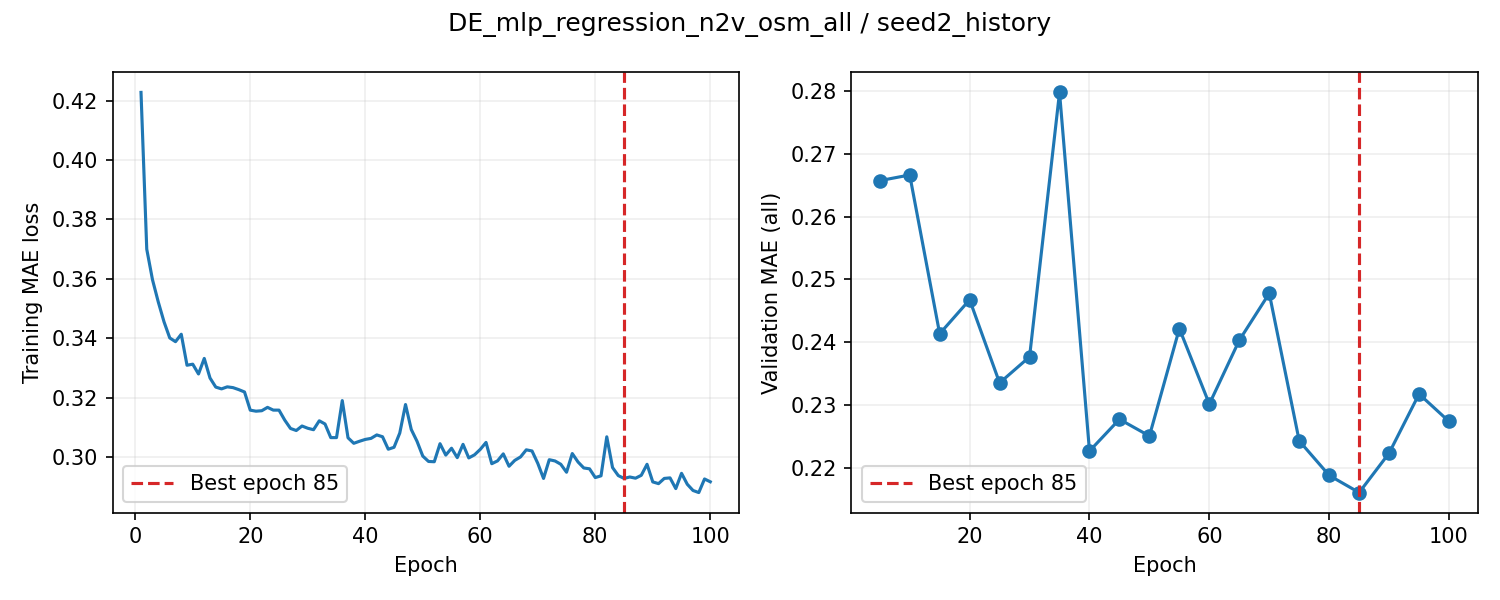 DE_mlp_regression_n2v_osm_all / seed2_history
Training MAE loss
0.42
0.40
0.38
0.36
0.34
0.32
0.30
Best epoch 85
0 20 40 60 80 100
Epoch
Validation MAE (all)
0.28
0.27
0.26
0.25
0.24
0.23
0.22
Best epoch 85
20 40 60 80 100
Epoch